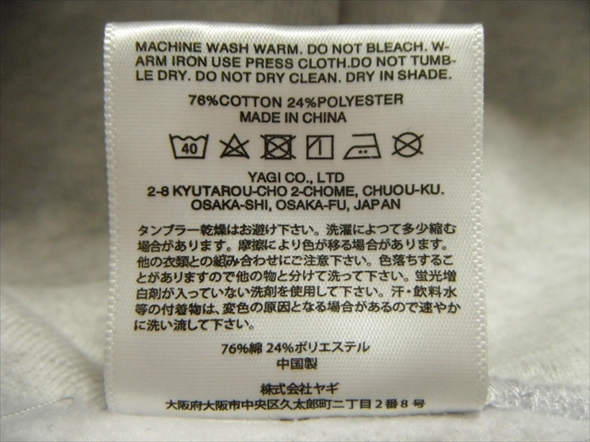 MACHINE WASH WARM. DO NOT BLEACH. W-
ARM IRON USE PRESS CLOTH.DO NOT TUMB-
LE DRY. DO NOT DRY CLEAN. DRY IN SHADE.
76%COTTON 24%POLYESTER
MADE IN CHINA
40
YAGI CO., LTD
2-8 KYUTAROU-CHO 2-CHOME, CHUOU-KU.
OSAKA-SHI, OSAKA-FU, JAPAN
タンブラー乾燥はお避け下さい。洗濯によつて多少縮む
場合があります。摩擦により色が移る場合があります。
他の衣類との組み合わせにご注意下さい。色落ちするこ
とがありますので他の物と分けて洗って下さい。蛍光増
白剤が入っていない洗剤を使用して下さい。汗・飲料水
等の付着物は、変色の原因となる場合があるので速やか
に洗い流して下さい。
76%綿 24%ポリエステル
中国製
株式会社ヤギ
大阪府大阪市中央区久太郎町二丁目2番8号